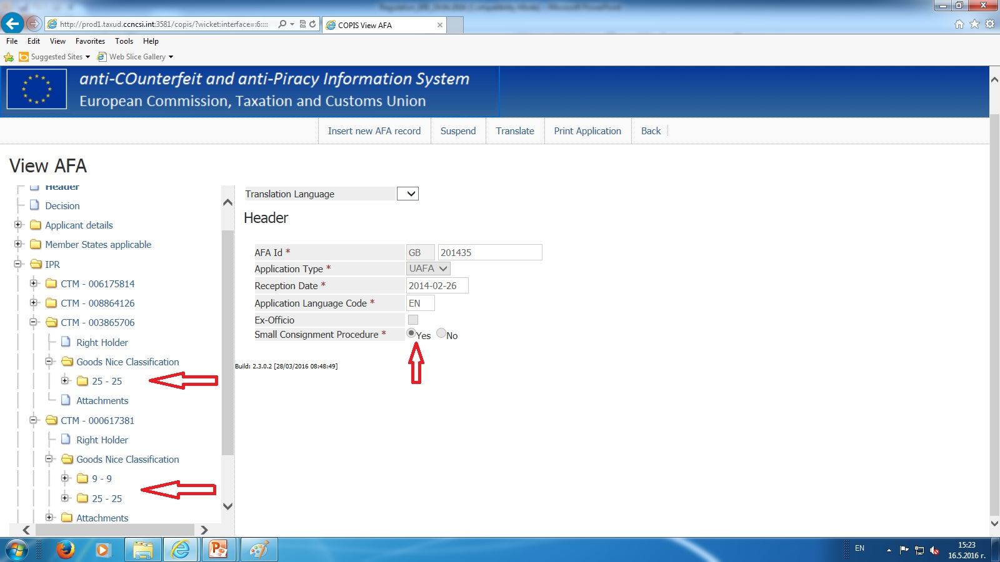 http://prod1.taxud.ccncsi.int:3581/copis/?wicket:interface=:6::::
COPIS View AFA
File Edit View Favorites Tools Help
Suggested Sites Web Slice Gallery
anti-COunterfeit and anti-Piracy Information System
European Commission, Taxation and Customs Union
Insert new AFA record Suspend Translate Print Application Back
View AFA
Header
Decision
Applicant details
Member States applicable
IPR
CTM - 006175814
CTM - 008864126
CTM - 003865706
Right Holder
Goods Nice Classification
25 - 25
Attachments
CTM - 000617381
Right Holder
Goods Nice Classification
9 - 9
25 - 25
Attachments
Translation Language
Header
AFA Id * GB 201435
Application Type * UAFA
Reception Date * 2014-02-26
Application Language Code * EN
Ex-Officio
Small Consignment Procedure * Yes No
Build: 2.3.0.2 [28/03/2016 08:48:49]
EN
15:23
16.5.2016 г.